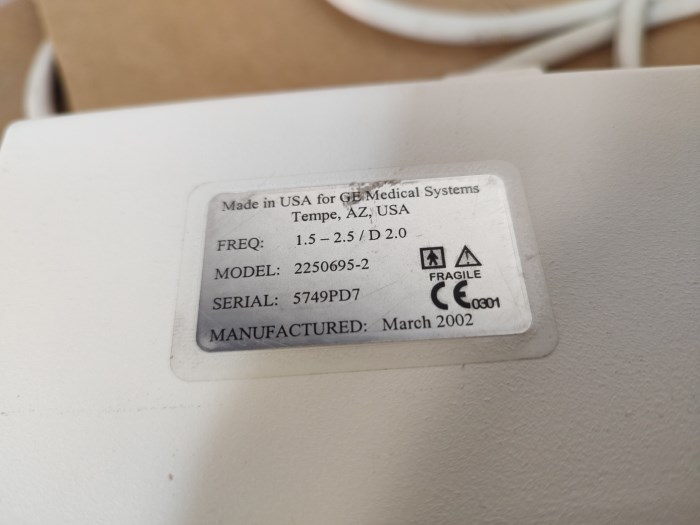 Made in USA for GE Medical Systems
Tempe, AZ, USA
FREQ: 1.5 – 2.5 / D 2.0
MODEL: 2250695-2
SERIAL: 5749PD7
FRAGILE
CE 0301
MANUFACTURED: March 2002